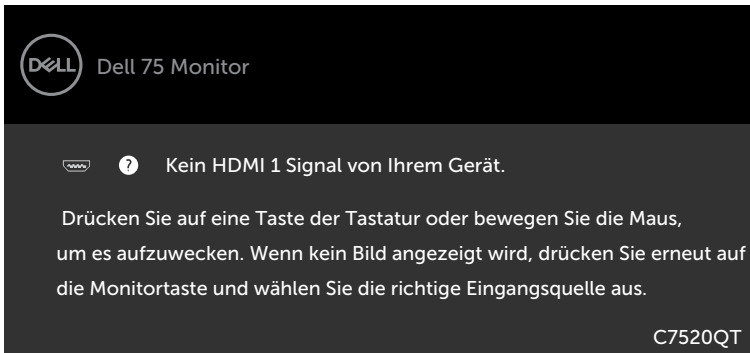 DELL Dell 75 Monitor
? Kein HDMI 1 Signal von Ihrem Gerät.
Drücken Sie auf eine Taste der Tastatur oder bewegen Sie die Maus,
um es aufzuwecken. Wenn kein Bild angezeigt wird, drücken Sie erneut auf
die Monitortaste und wählen Sie die richtige Eingangsquelle aus.
C7520QT